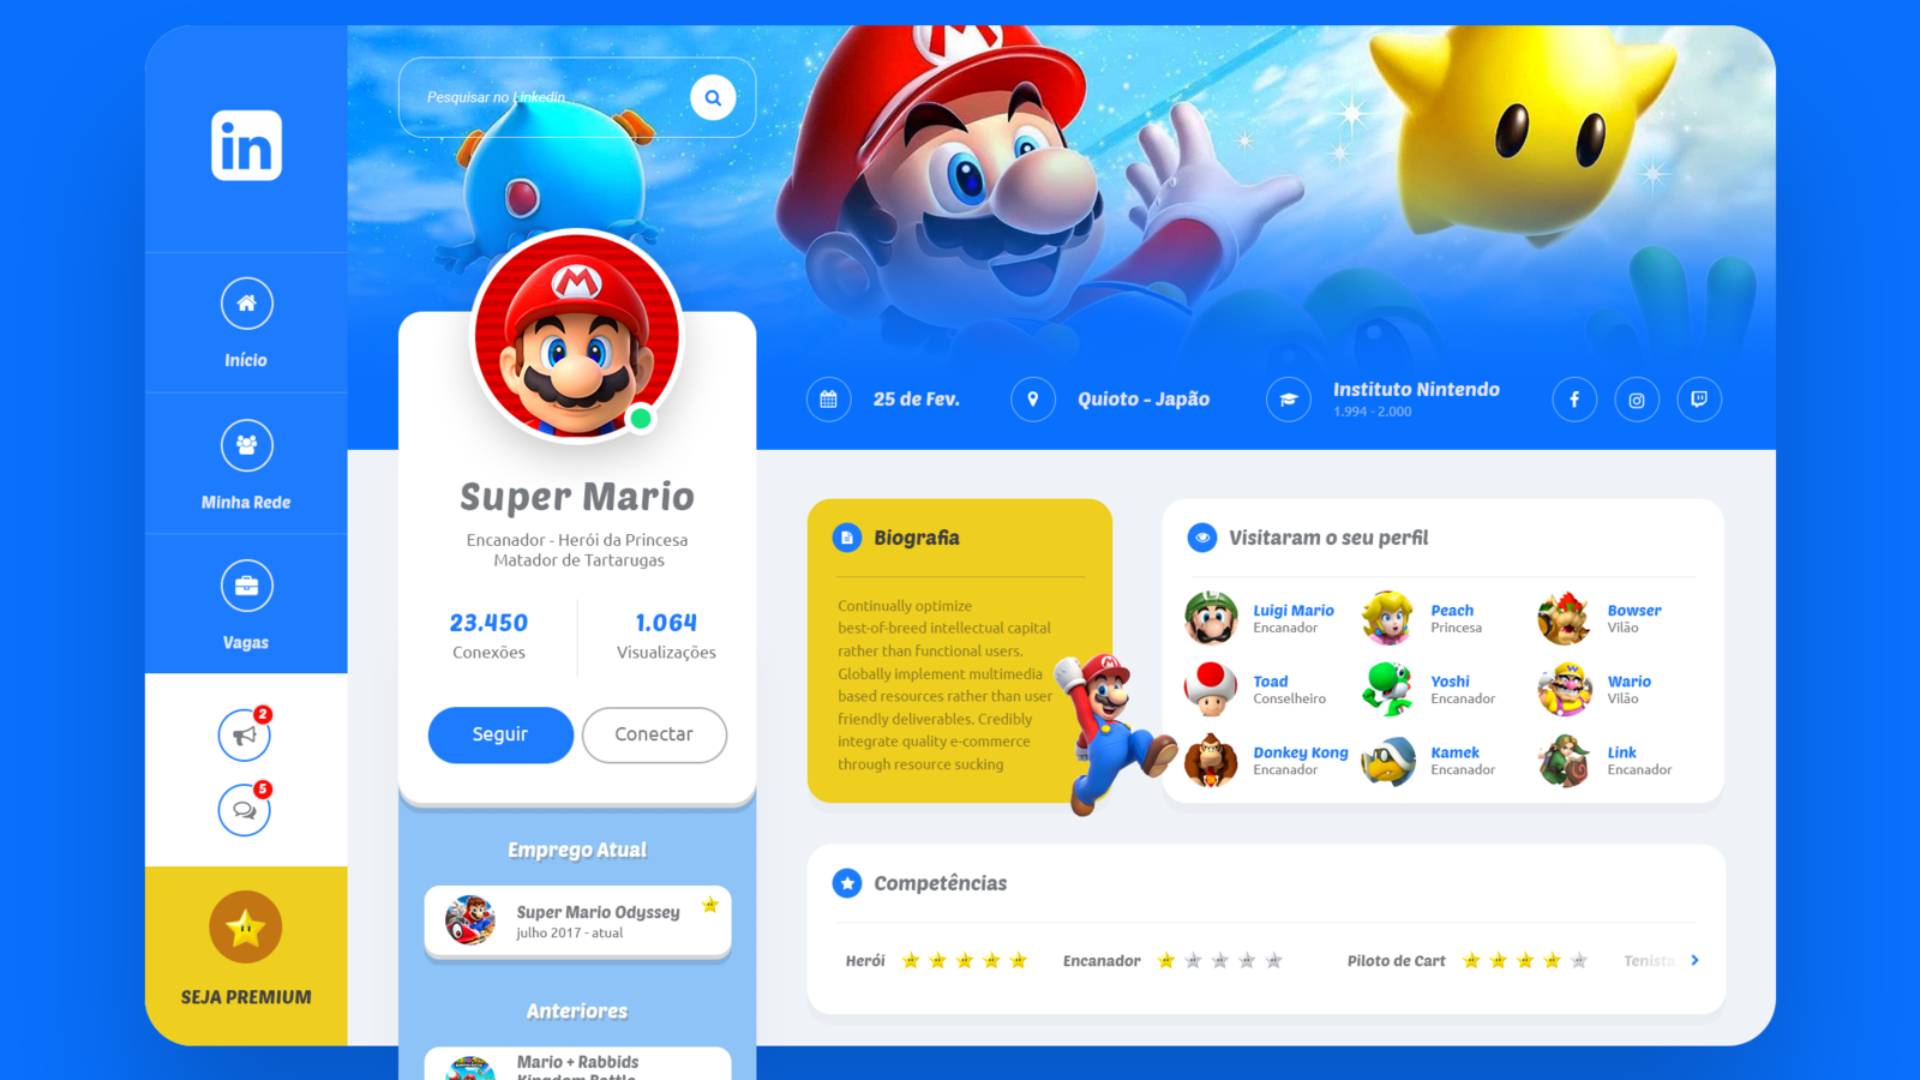 in
Início
Minha Rede
Vagas
2
5
SEJA PREMIUM
Pesquisar no Linkedin
M
M
25 de Fev.
Quioto - Japão
Instituto Nintendo
1.994 - 2.000
Super Mario
Encanador - Herói da Princesa
Matador de Tartarugas
23.450
Conexões
1.064
Visualizações
Seguir
Conectar
Emprego Atual
Super Mario Odyssey
julho 2017 - atual
Anteriores
Mario + Rabbids
Kingdom Battle
Biografia
Continually optimize
best-of-breed intellectual capital
rather than functional users.
Globally implement multimedia
based resources rather than user
friendly deliverables. Credibly
integrate quality e-commerce
through resource sucking
Visitaram o seu perfil
Luigi Mario
Encanador
Peach
Princesa
Bowser
Vilão
Toad
Conselheiro
Yoshi
Encanador
Wario
Vilão
Donkey Kong
Encanador
Kamek
Encanador
Link
Encanador
Competências
Herói
Encanador
Piloto de Cart
Tenista